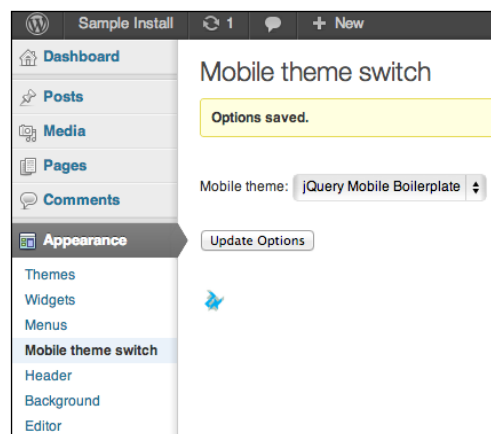 Sample Install 1 + New
Dashboard
Posts
Media
Pages
Comments
Appearance
Themes
Widgets
Menus
Mobile theme switch
Header
Background
Editor
Mobile theme switch
Options saved.
Mobile theme: jQuery Mobile Boilerplate
Update Options